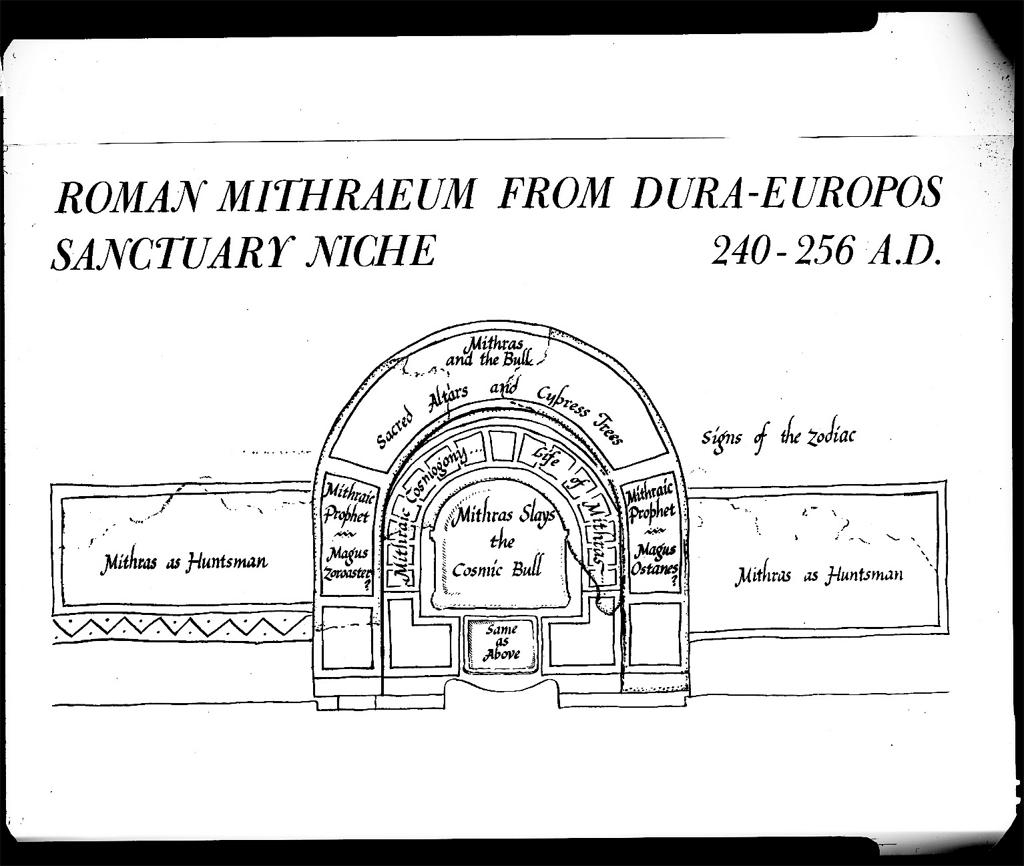 ROMAN MITHRAEUM FROM DURA-EUROPOS
SANCTUARY NICHE 240-256 A.D.
Mithras
and the Bull
Sacred Altars and Cypress Trees
Signs of the Zodiac
Mithraic Cosmogony...
Life of Mithras
Mithraic
Prophet
Magus
Zoroaster?
Mithraic
Prophet
Magus
Ostanes?
Mithras Slays
the
Cosmic Bull
Mithras as Huntsman
Mithras as Huntsman
Same
as
Above